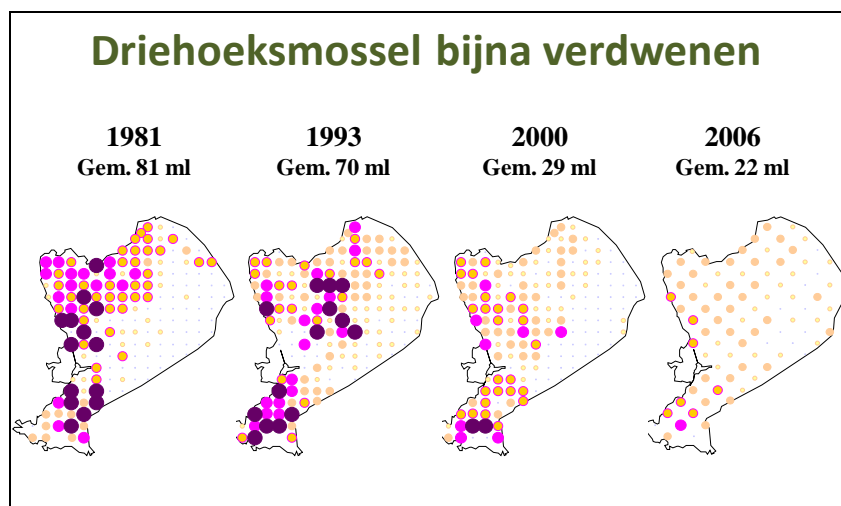 Driehoeksmossel bijna verdwenen
1981
Gem. 81 ml
1993
Gem. 70 ml
2000
Gem. 29 ml
2006
Gem. 22 ml